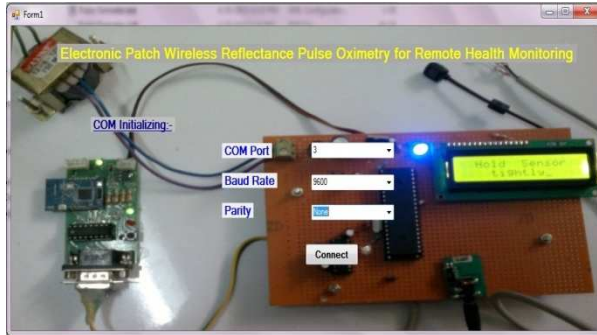 Form1
Electronic Patch Wireless Reflectance Pulse Oximetry for Remote Health Monitoring
COM Initializing:-
COM Port 3
Baud Rate 9600
Parity None
Connect
Hold Sensor
tightly_